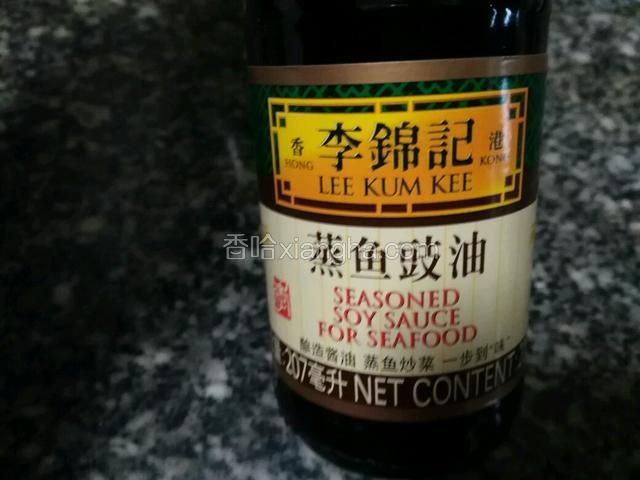 香 李錦記 港
HONG LEE KUM KEE KONG
蒸鱼豉油
香哈xiangha.com
SEASONED
SOY SAUCE
FOR SEAFOOD
酿造酱油 蒸鱼炒菜 一步到“味”
:207毫升 NET CONTENT